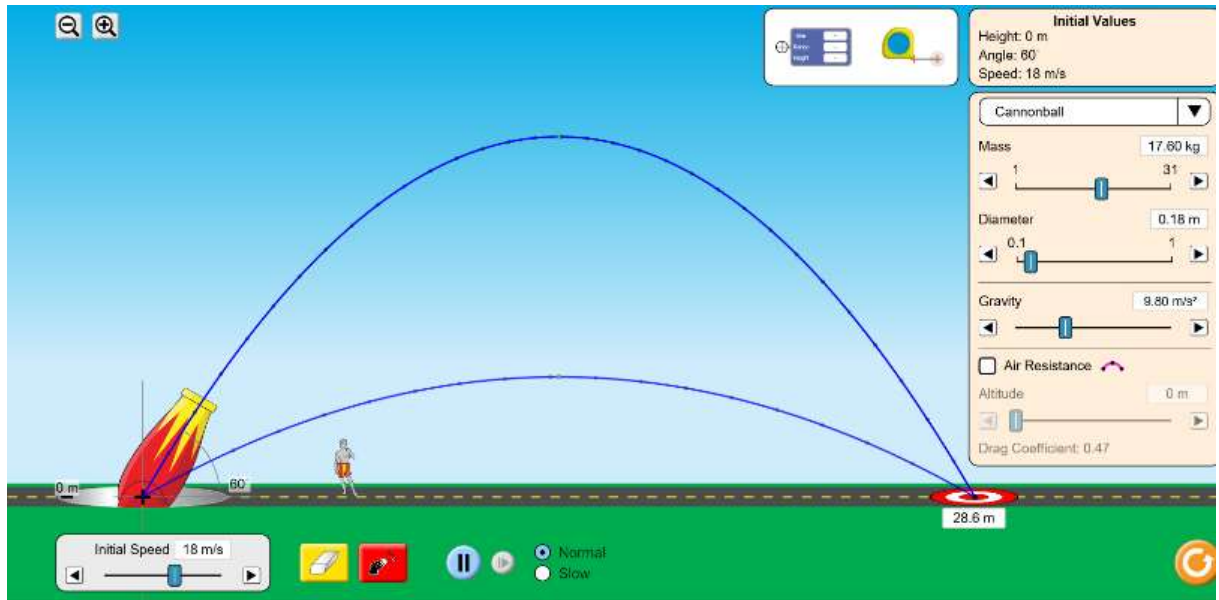 Initial Values
Height: 0 m
Angle: 60°
Speed: 18 m/s
Cannonball
Mass
17.60 kg
1
31
Diameter
0.18 m
0.1
1
Gravity
9.80 m/s²
Air Resistance
Altitude
0 m
Drag Coefficient: 0.47
0 m
60°
28.6 m
Initial Speed
18 m/s
Normal
Slow